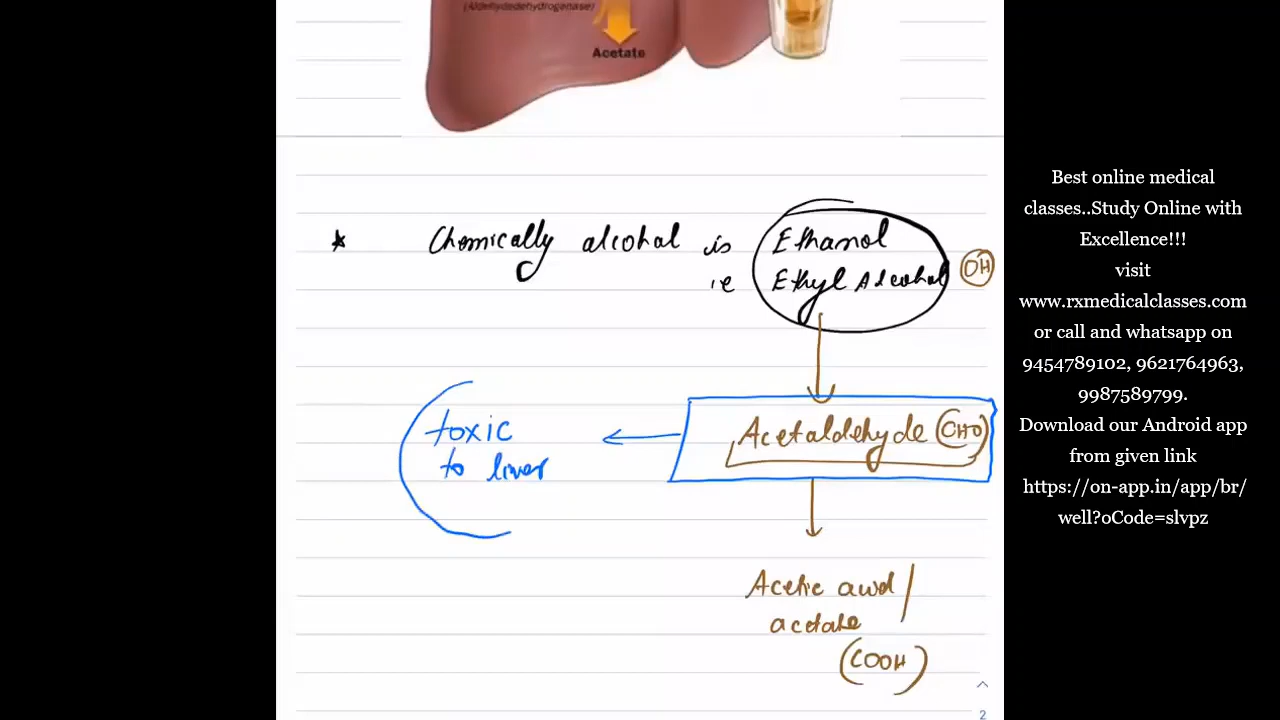 (Aldehydedehydrogenase)
Acetate
* Chemically alcohol is Ethanol
ie Ethyl Alcohol OH
toxic
to liver
Acetaldehyde (CHO)
Acetic acid /
acetate
(COOH)
2
Best online medical
classes..Study Online with
Excellence!!!
visit
www.rxmedicalclasses.com
or call and whatsapp on
9454789102, 9621764963,
9987589799.
Download our Android app
from given link
https://on-app.in/app/br/
well?oCode=slvpz